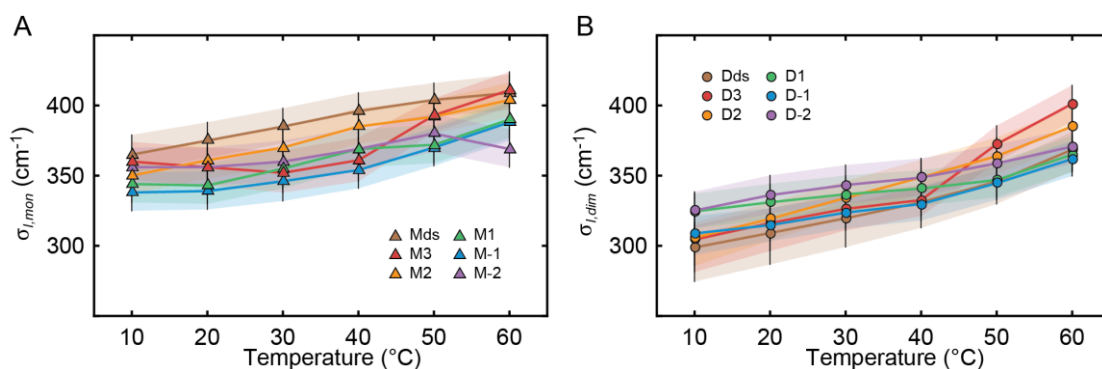 A
σI,mon (cm⁻¹)
400
350
300
Mds
M3
M2
M1
M-1
M-2
10 20 30 40 50 60
Temperature (°C)
B
σI,dim (cm⁻¹)
400
350
300
Dds
D3
D2
D1
D-1
D-2
10 20 30 40 50 60
Temperature (°C)